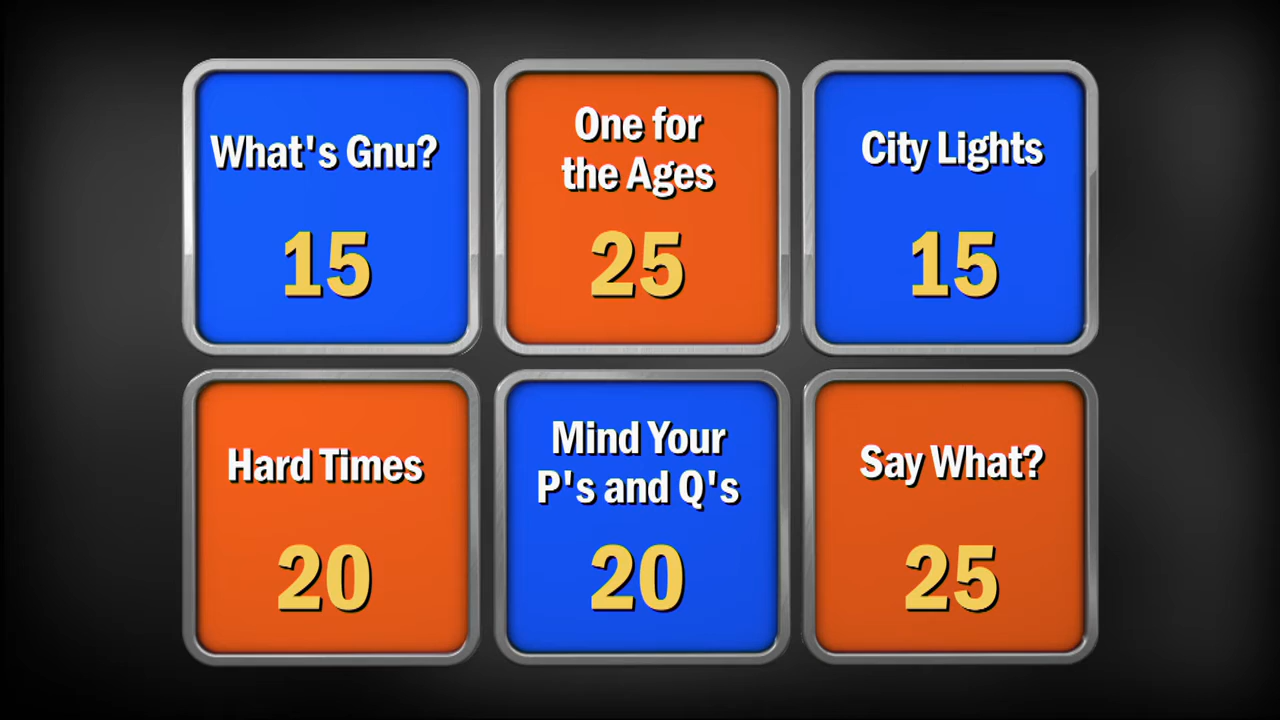 What's Gnu?
15
One for
the Ages
25
City Lights
15
Hard Times
20
Mind Your
P's and Q's
20
Say What?
25